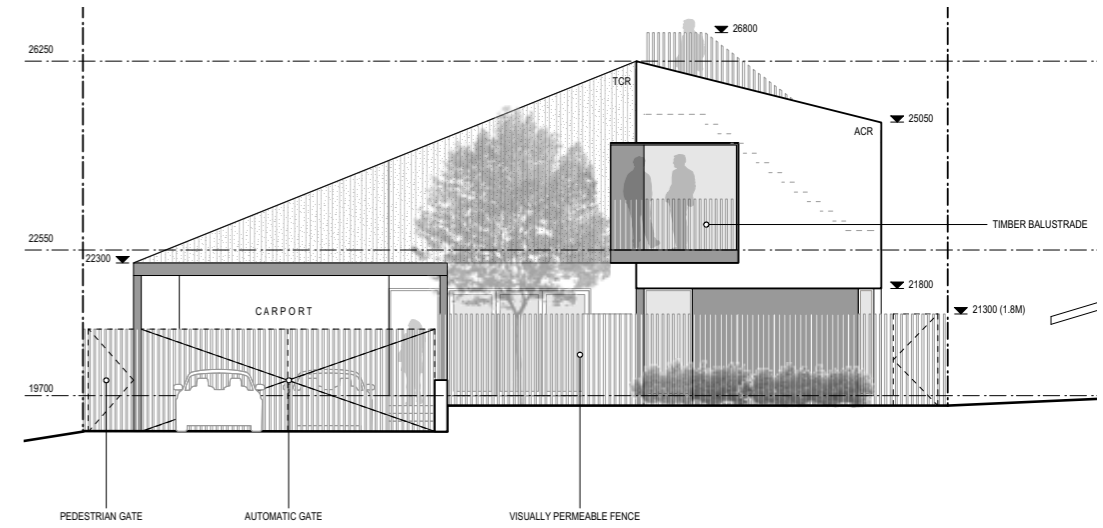 26800
26250
TCR
25050
ACR
TIMBER BALUSTRADE
22550
22300
21800
CARPORT
21300 (1.8M)
19700
PEDESTRIAN GATE
AUTOMATIC GATE
VISUALLY PERMEABLE FENCE